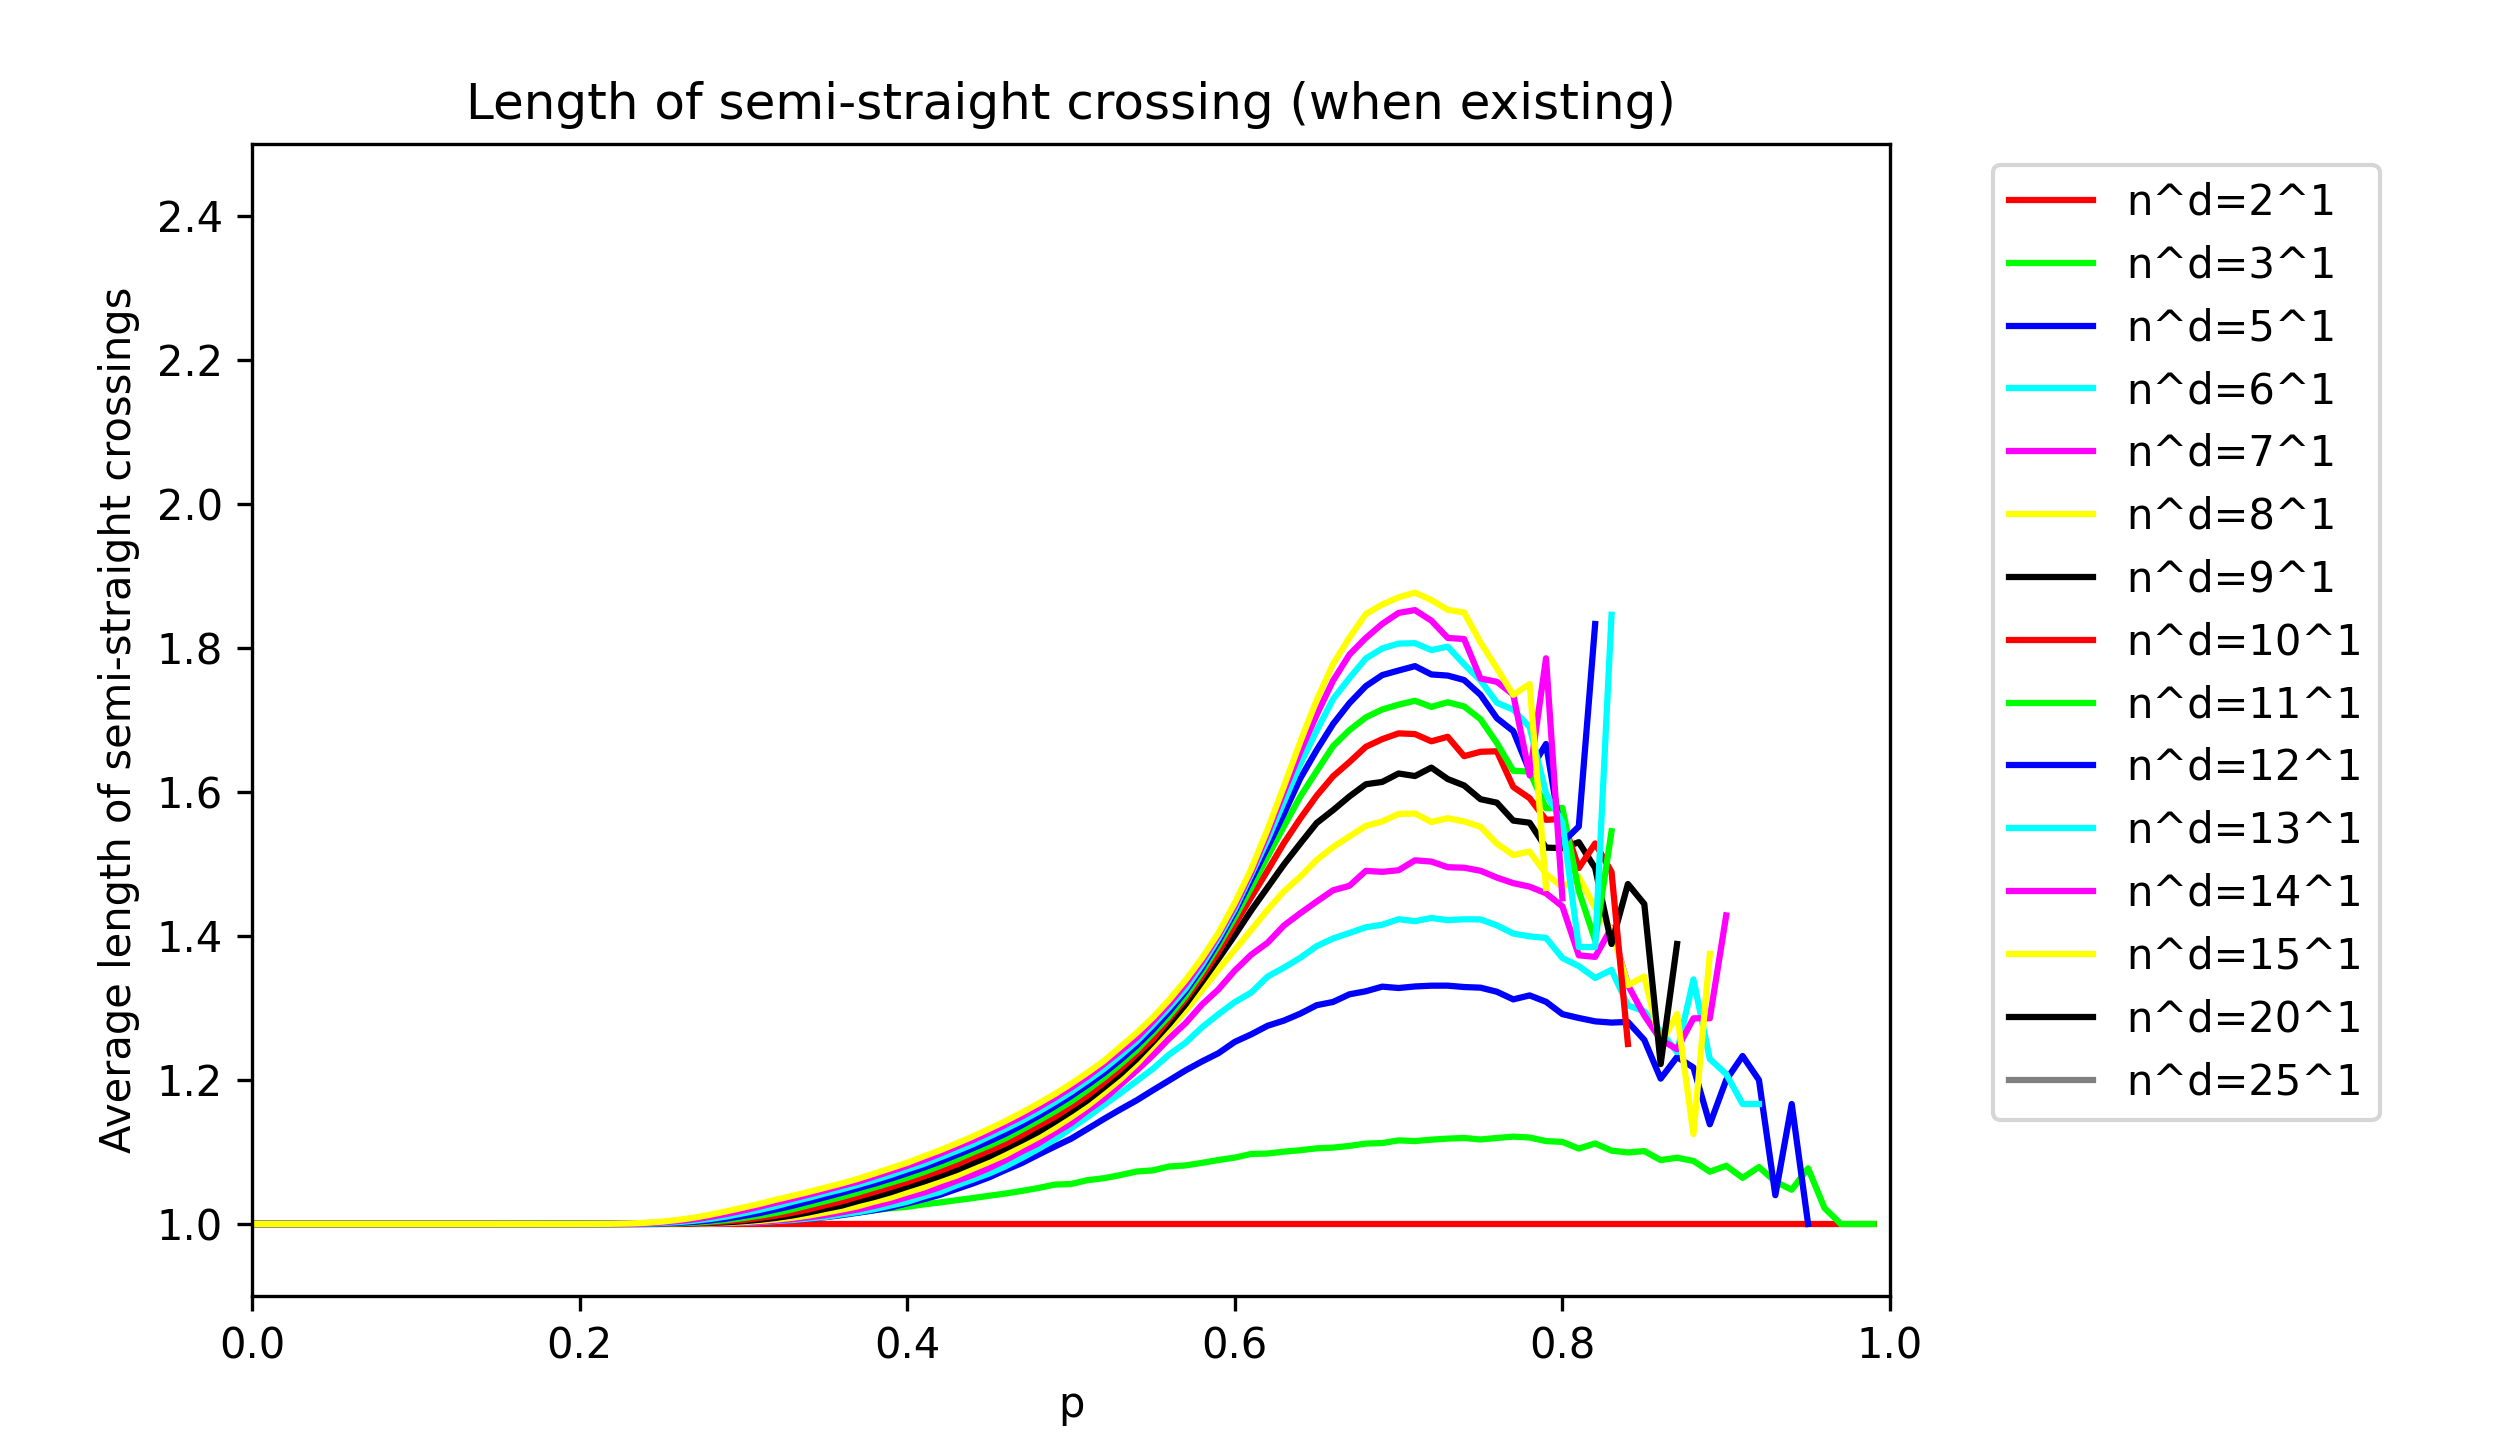 Length of semi-straight crossing (when existing)
Average length of semi-straight crossings
2.4
2.2
2.0
1.8
1.6
1.4
1.2
1.0
0.0 0.2 0.4 0.6 0.8 1.0
p
n^d=2^1
n^d=3^1
n^d=5^1
n^d=6^1
n^d=7^1
n^d=8^1
n^d=9^1
n^d=10^1
n^d=11^1
n^d=12^1
n^d=13^1
n^d=14^1
n^d=15^1
n^d=20^1
n^d=25^1